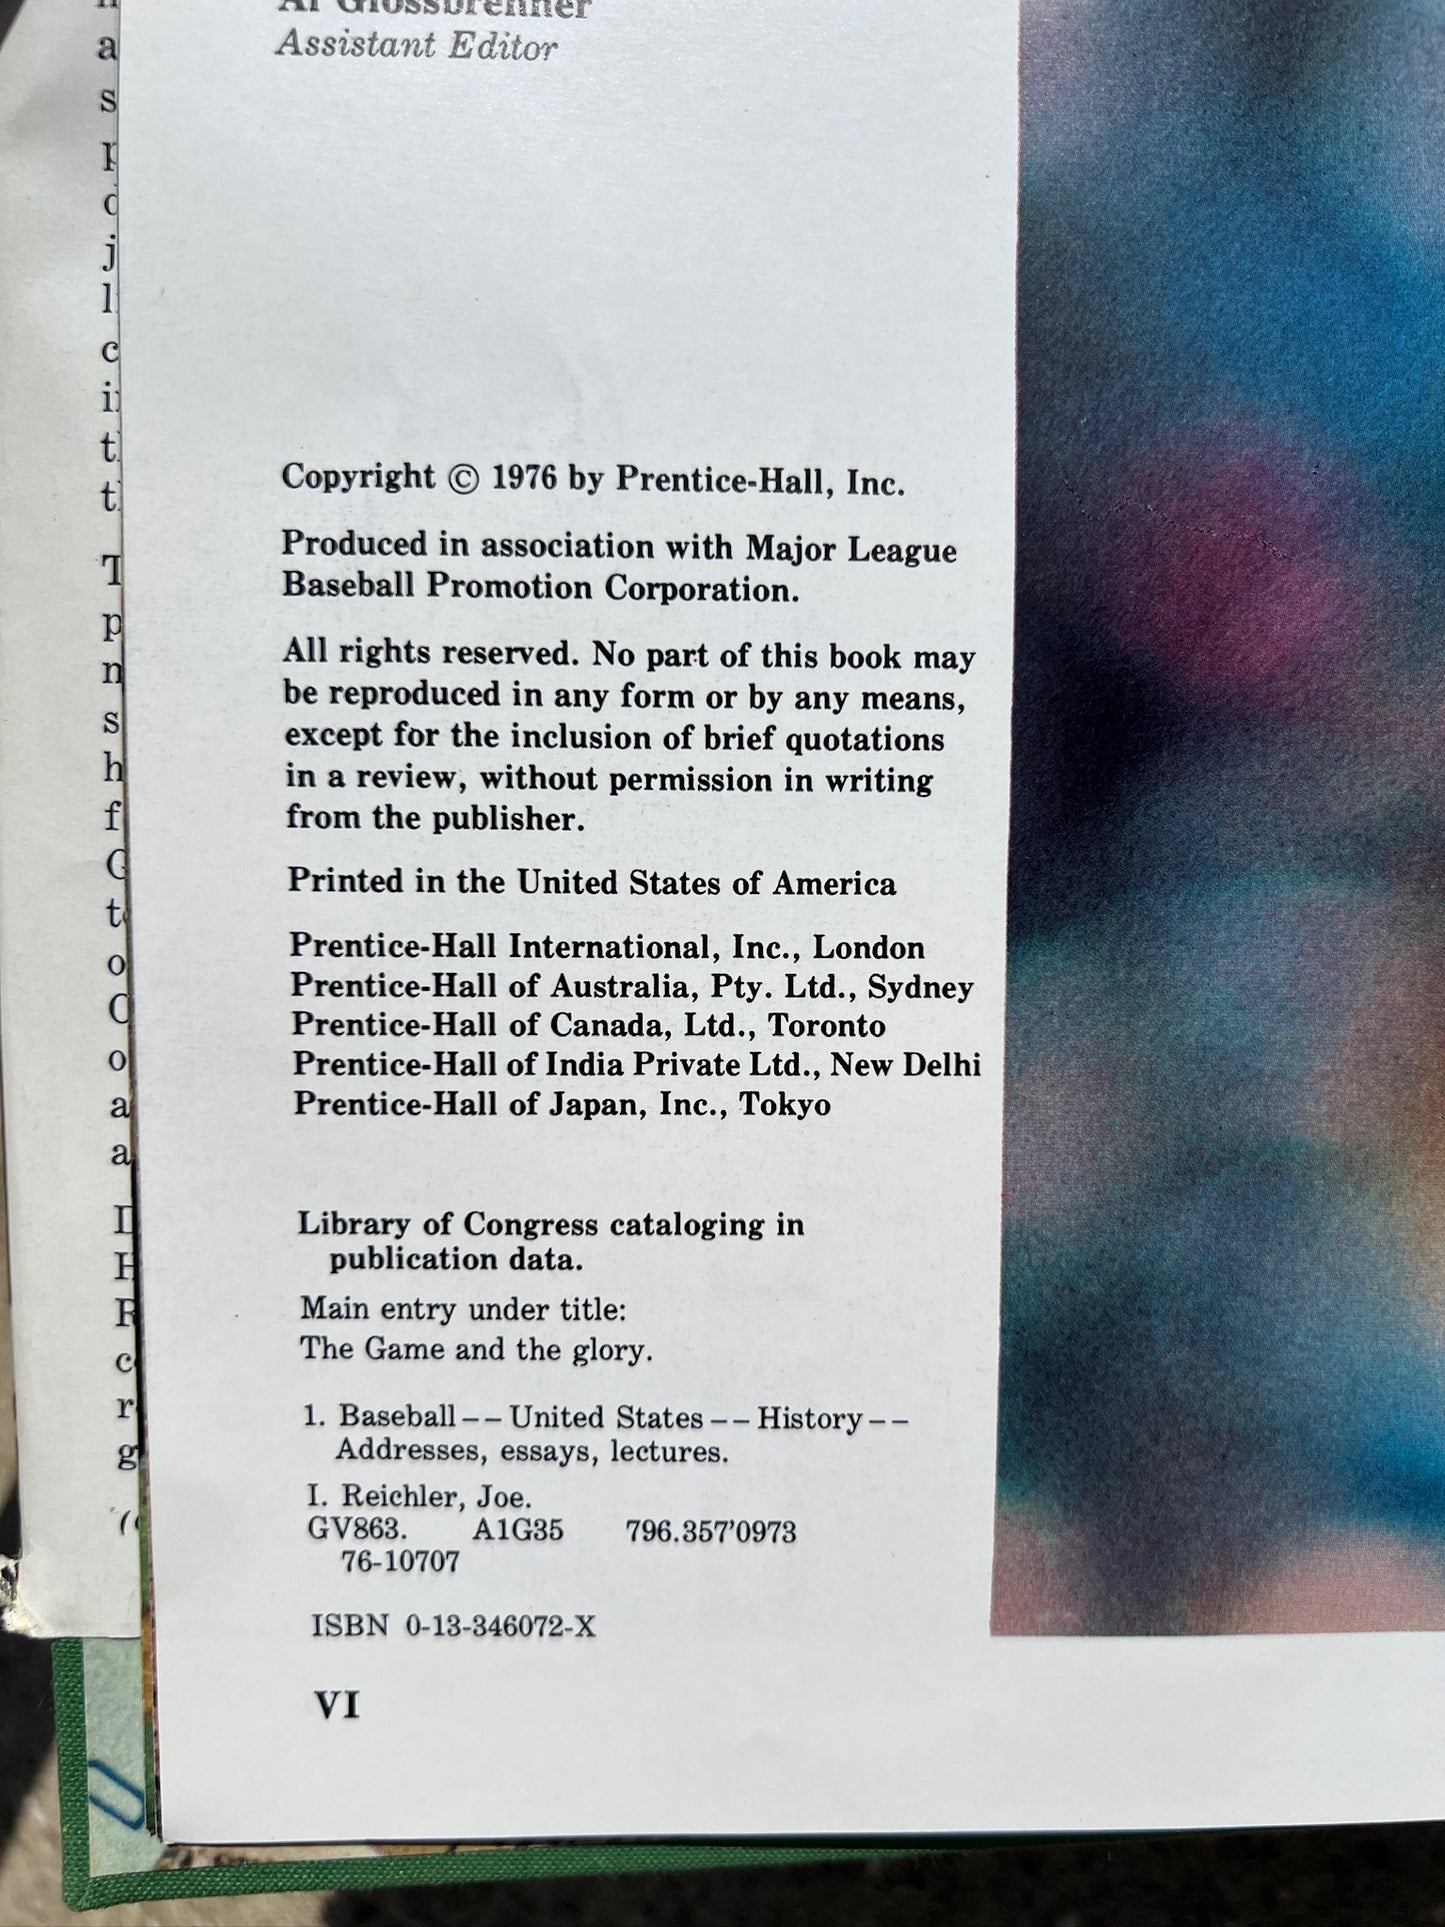 Al Glossbrenner
Assistant Editor
Copyright © 1976 by Prentice-Hall, Inc.
Produced in association with Major League
Baseball Promotion Corporation.
All rights reserved. No part of this book may
be reproduced in any form or by any means,
except for the inclusion of brief quotations
in a review, without permission in writing
from the publisher.
Printed in the United States of America
Prentice-Hall International, Inc., London
Prentice-Hall of Australia, Pty. Ltd., Sydney
Prentice-Hall of Canada, Ltd., Toronto
Prentice-Hall of India Private Ltd., New Delhi
Prentice-Hall of Japan, Inc., Tokyo
Library of Congress cataloging in
publication data.
Main entry under title:
The Game and the glory.
1. Baseball––United States––History––
Addresses, essays, lectures.
I. Reichler, Joe.
GV863. A1G35 796.357'0973
76-10707
ISBN 0-13-346072-X
VI